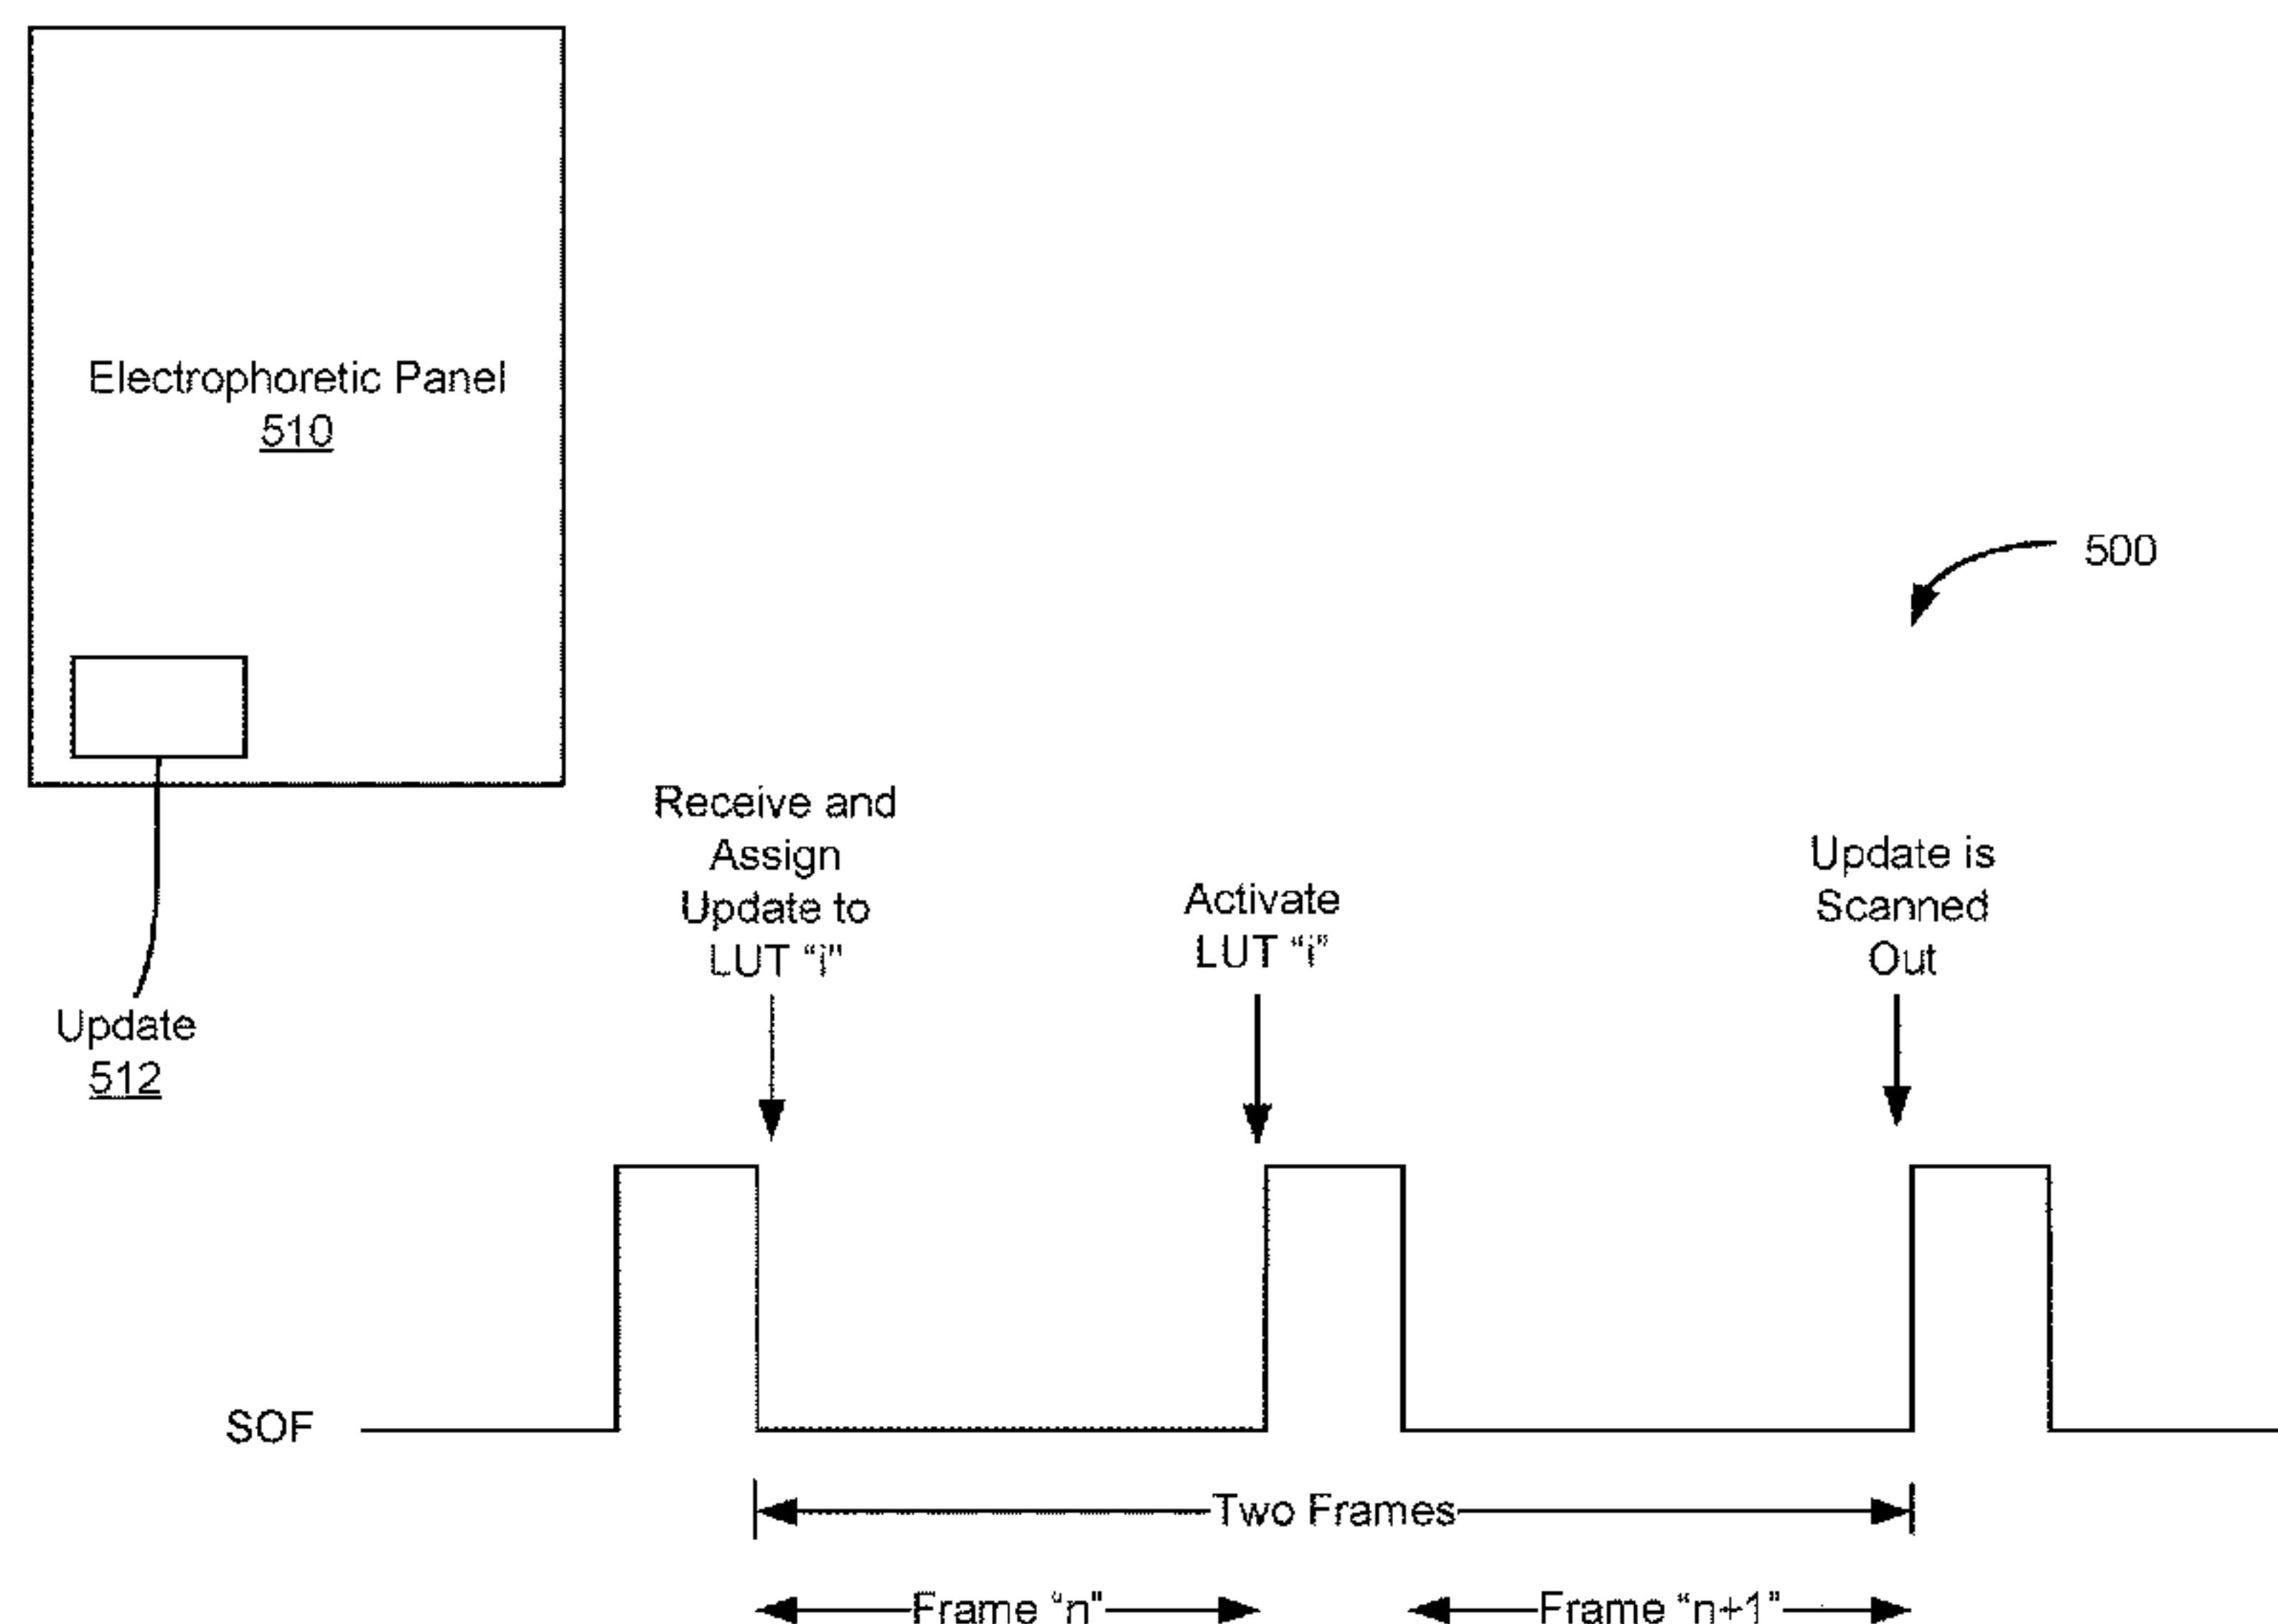 Electrophoretic Panel
510
500
Update
512
Receive and
Assign
Update to
LUT "i"
Activate
LUT "i"
Update is
Scanned
Out
SOF
Two Frames
Frame "n"
Frame "n+1"